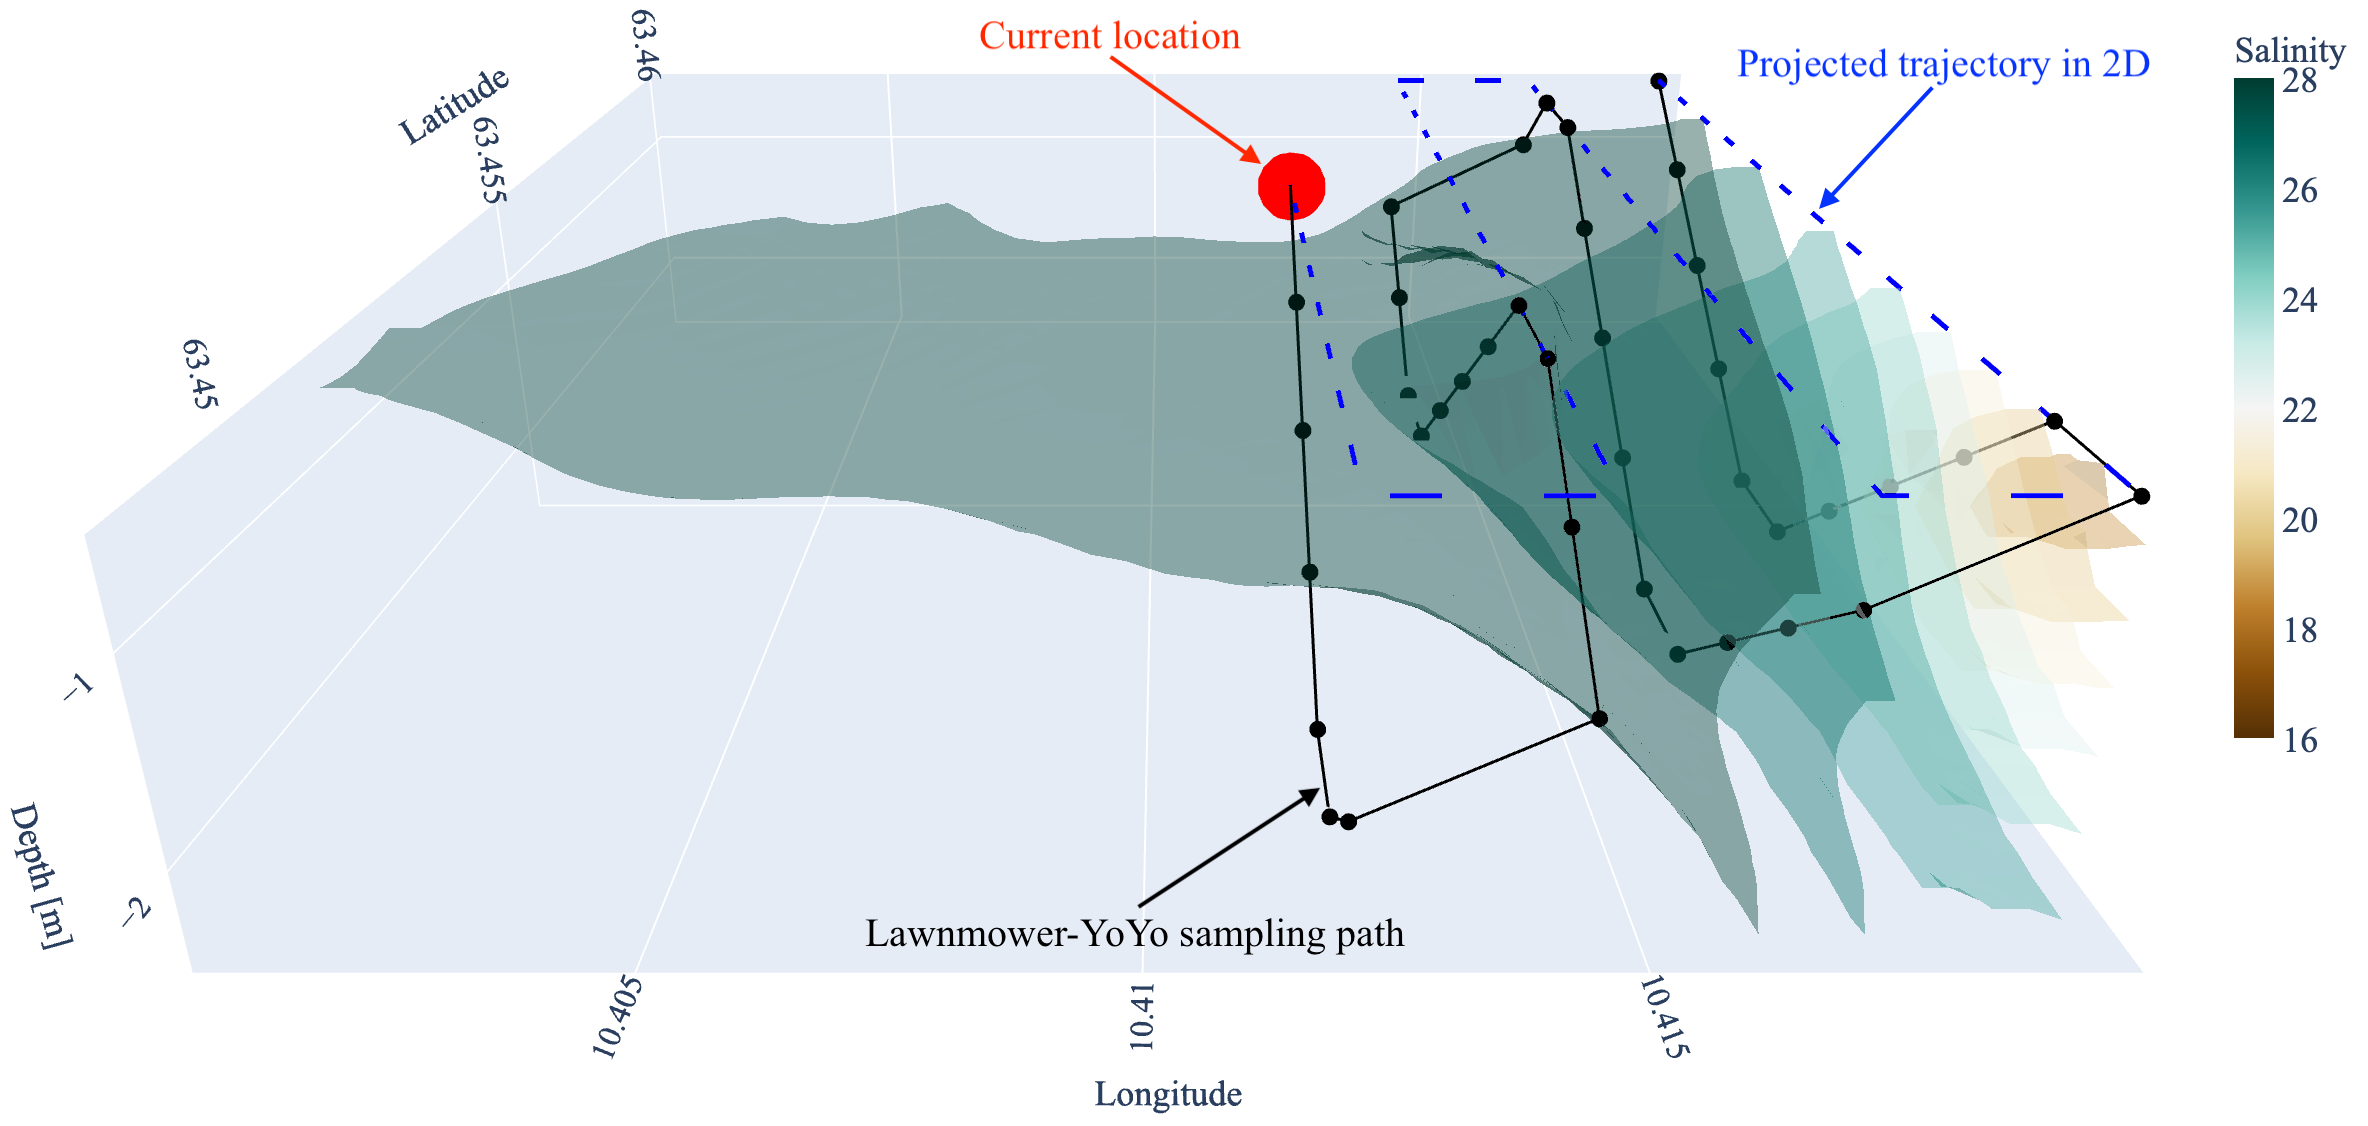 Current location
Projected trajectory in 2D
Salinity
28
26
24
22
20
18
16
Latitude
63.46
63.455
63.45
−1
−2
Depth [m]
Lawnmower-YoYo sampling path
10.405
10.41
10.415
Longitude